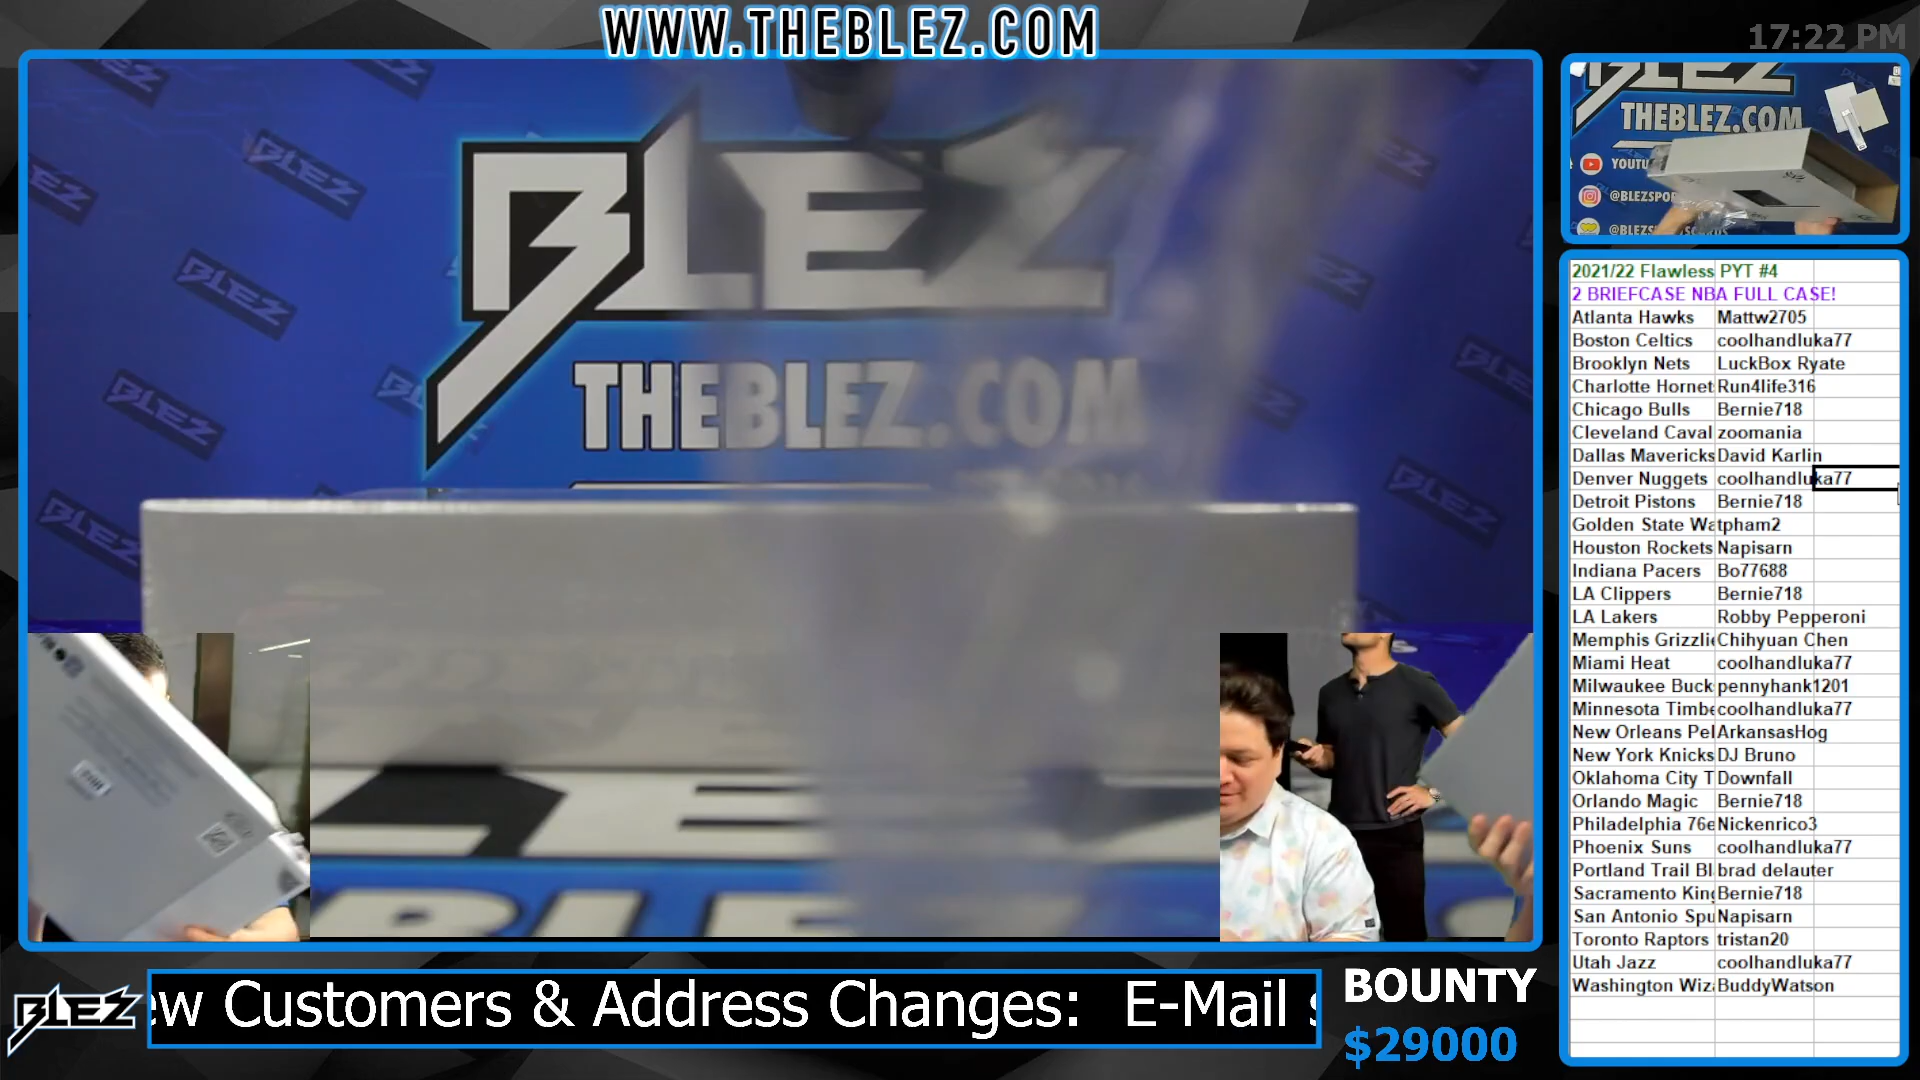 WWW.THEBLEZ.COM
17:22 PM
BLEZ
THEBLEZ.COM
BLEZ
THEBLEZ.COM
YOUTU
@BLEZSPO
2021/22 Flawless PYT #4
2 BRIEFCASE NBA FULL CASE!
Atlanta Hawks Mattw2705
Boston Celtics coolhandluka77
Brooklyn Nets LuckBox Ryate
Charlotte Hornet Run4life316
Chicago Bulls Bernie718
Cleveland Caval zoomania
Dallas Mavericks David Karlin
Denver Nuggets coolhandluka77
Detroit Pistons Bernie718
Golden State Wa tpham2
Houston Rockets Napisarn
Indiana Pacers Bo77688
LA Clippers Bernie718
LA Lakers Robby Pepperoni
Memphis Grizzlie Chihyuan Chen
Miami Heat coolhandluka77
Milwaukee Buck pennyhank1201
Minnesota Timbe coolhandluka77
New Orleans Pel ArkansasHog
New York Knicks DJ Bruno
Oklahoma City T Downfall
Orlando Magic Bernie718
Philadelphia 76e Nickenrico3
Phoenix Suns coolhandluka77
Portland Trail Bl brad delauter
Sacramento King Bernie718
San Antonio Spu Napisarn
Toronto Raptors tristan20
Utah Jazz coolhandluka77
Washington Wiz BuddyWatson
BLEZ
ew Customers & Address Changes: E-Mail s
BOUNTY
$29000